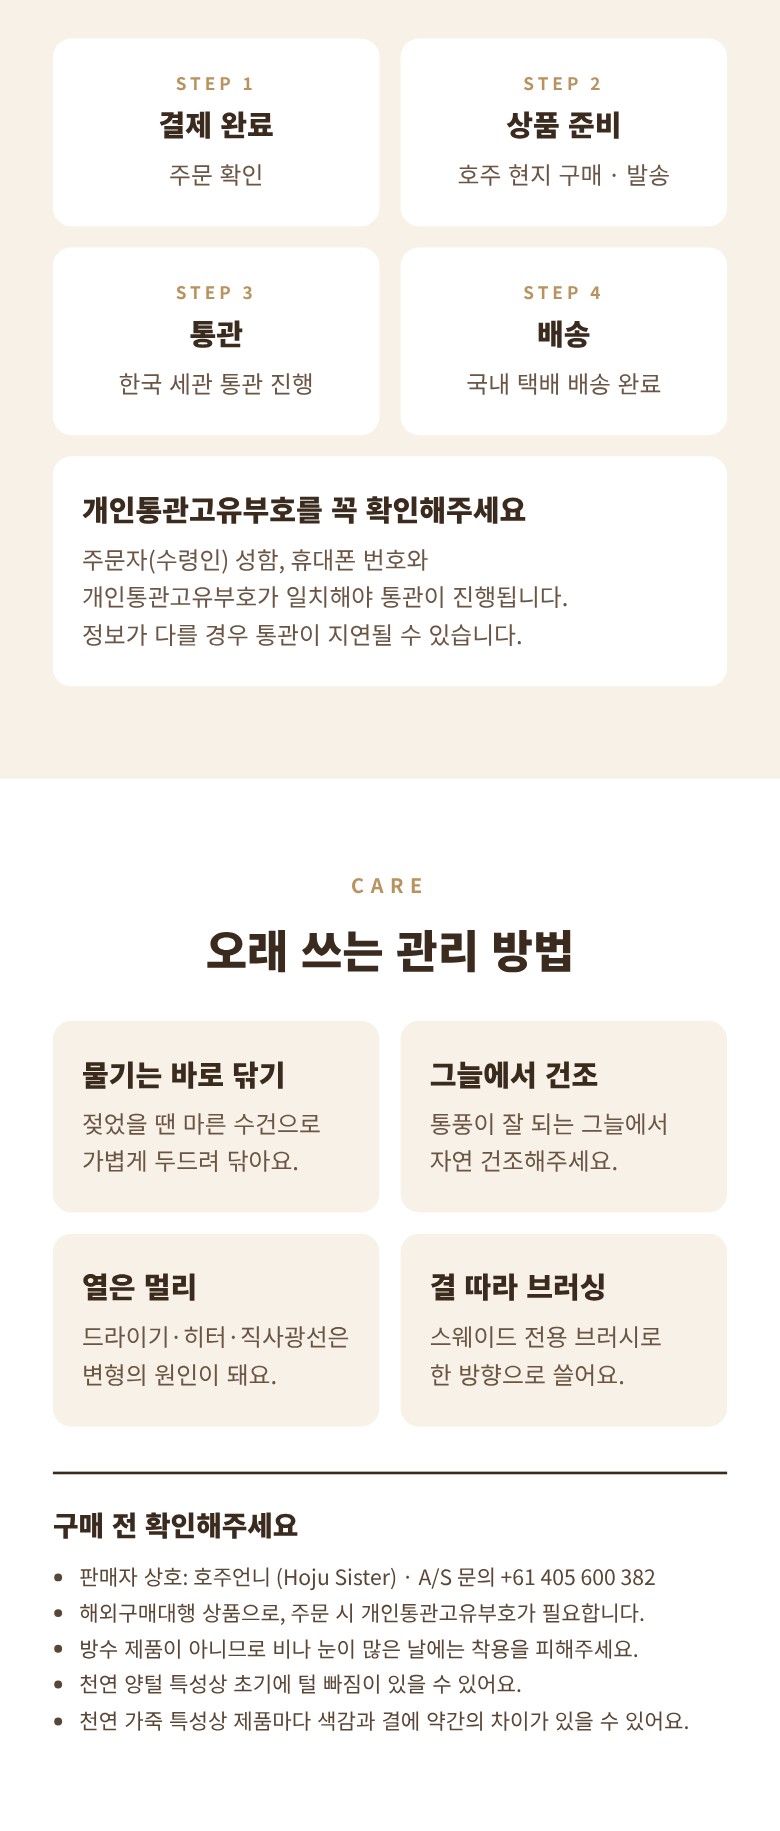 STEP 1
결제 완료
주문 확인
STEP 2
상품 준비
호주 현지 구매 · 발송
STEP 3
통관
한국 세관 통관 진행
STEP 4
배송
국내 택배 배송 완료
개인통관고유부호를 꼭 확인해주세요
주문자(수령인) 성함, 휴대폰 번호와
개인통관고유부호가 일치해야 통관이 진행됩니다.
정보가 다를 경우 통관이 지연될 수 있습니다.
CARE
오래 쓰는 관리 방법
물기는 바로 닦기
젖었을 땐 마른 수건으로
가볍게 두드려 닦아요.
그늘에서 건조
통풍이 잘 되는 그늘에서
자연 건조해주세요.
열은 멀리
드라이기·히터·직사광선은
변형의 원인이 돼요.
결 따라 브러싱
스웨이드 전용 브러시로
한 방향으로 쓸어요.
구매 전 확인해주세요
• 판매자 상호: 호주언니 (Hoju Sister) · A/S 문의 +61 405 600 382
• 해외구매대행 상품으로, 주문 시 개인통관고유부호가 필요합니다.
• 방수 제품이 아니므로 비나 눈이 많은 날에는 착용을 피해주세요.
• 천연 양털 특성상 초기에 털 빠짐이 있을 수 있어요.
• 천연 가죽 특성상 제품마다 색감과 결에 약간의 차이가 있을 수 있어요.